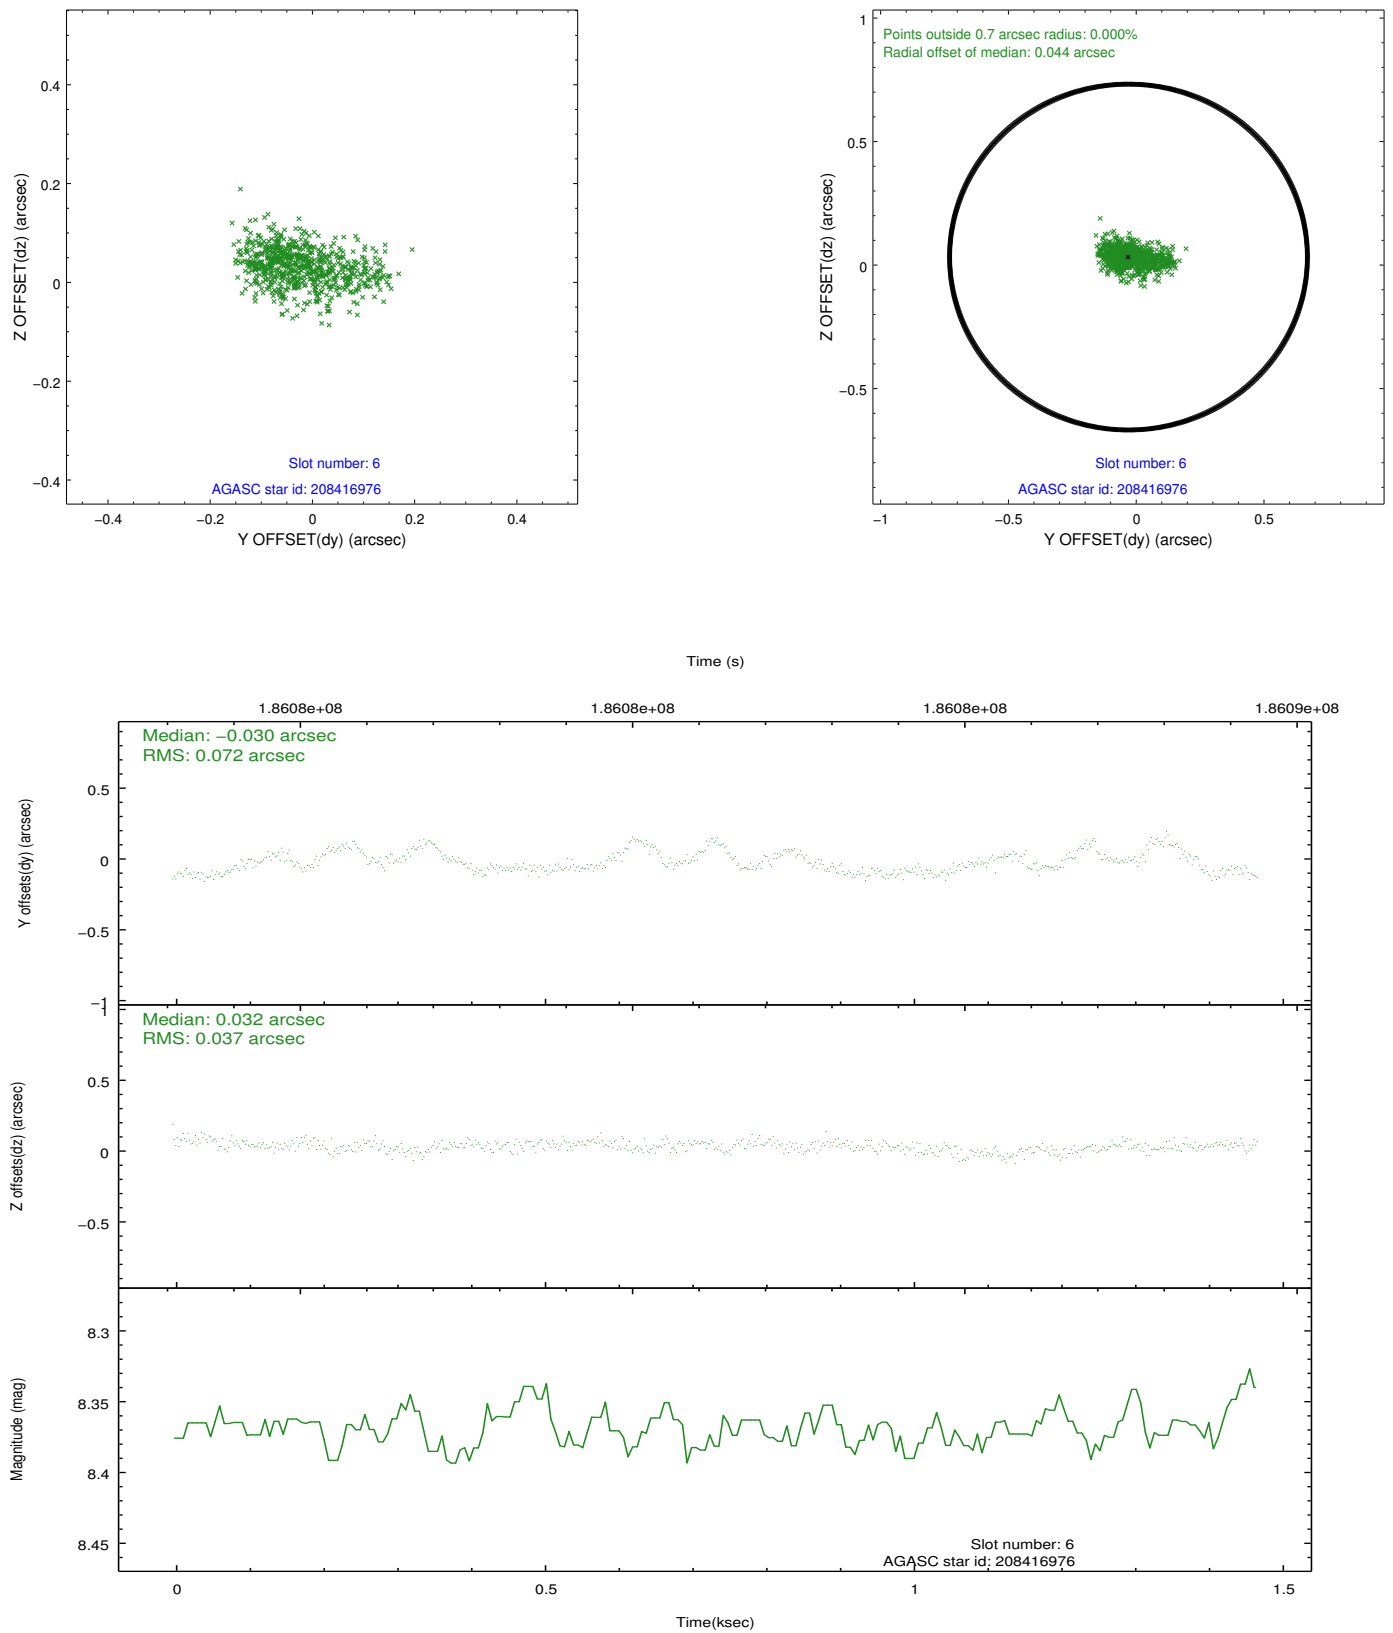 Points outside 0.7 arcsec radius: 0.000%
Radial offset of median: 0.044 arcsec
Z OFFSET(dz) (arcsec)
0.4
0.2
0
−0.2
−0.4
Slot number: 6
AGASC star id: 208416976
−0.4 −0.2 0 0.2 0.4
Y OFFSET(dy) (arcsec)
Z OFFSET(dz) (arcsec)
1
0.5
0
−0.5
Slot number: 6
AGASC star id: 208416976
−1 −0.5 0 0.5
Y OFFSET(dy) (arcsec)
Time (s)
1.8608e+08 1.8608e+08 1.8608e+08 1.8609e+08
Median: −0.030 arcsec
RMS: 0.072 arcsec
Y offsets(dy) (arcsec)
0.5
0
−0.5
−1
Median: 0.032 arcsec
RMS: 0.037 arcsec
Z offsets(dz) (arcsec)
1
0.5
0
−0.5
Magnitude (mag)
8.3
8.35
8.4
8.45
Slot number: 6
AGASC star id: 208416976
0 0.5 1 1.5
Time(ksec)